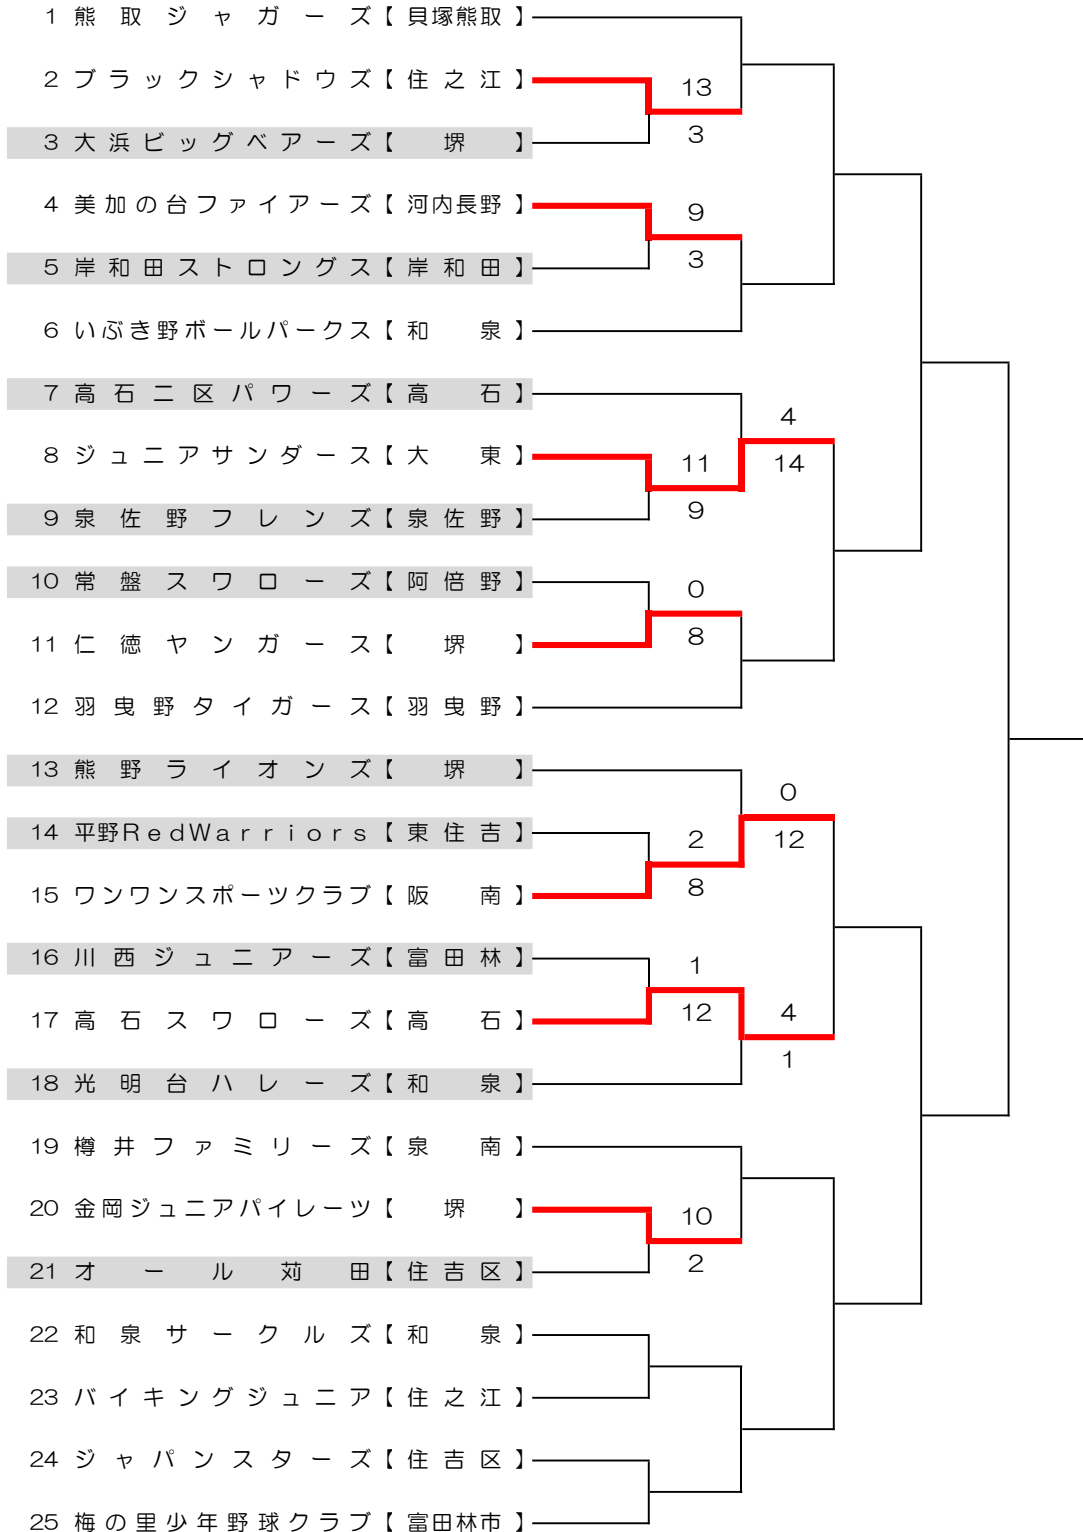 1 熊取ジャガーズ【貝塚熊取】
2 ブラックシャドウズ【住之江】
13
3 大浜ビッグベアーズ【堺】
3
4 美加の台ファイアーズ【河内長野】
9
5 岸和田ストロングス【岸和田】
3
6 いぶき野ボールパークス【和泉】
7 高石二区パワーズ【高石】
4
8 ジュニアサンダース【大東】
11
14
9 泉佐野フレンズ【泉佐野】
9
10 常盤スワローズ【阿倍野】
0
11 仁徳ヤンガース【堺】
8
12 羽曳野タイガース【羽曳野】
13 熊野ライオンズ【堺】
0
14 平野RedWarriors【東住吉】
2
12
15 ワンワンスポーツクラブ【阪南】
8
16 川西ジュニアーズ【富田林】
1
17 高石スワローズ【高石】
12
4
18 光明台ハレーズ【和泉】
1
19 樽井ファミリーズ【泉南】
20 金岡ジュニアパイレーツ【堺】
10
21 オール苅田【住吉区】
2
22 和泉サークルズ【和泉】
23 バイキングジュニア【住之江】
24 ジャパンスターズ【住吉区】
25 梅の里少年野球クラブ【富田林市】